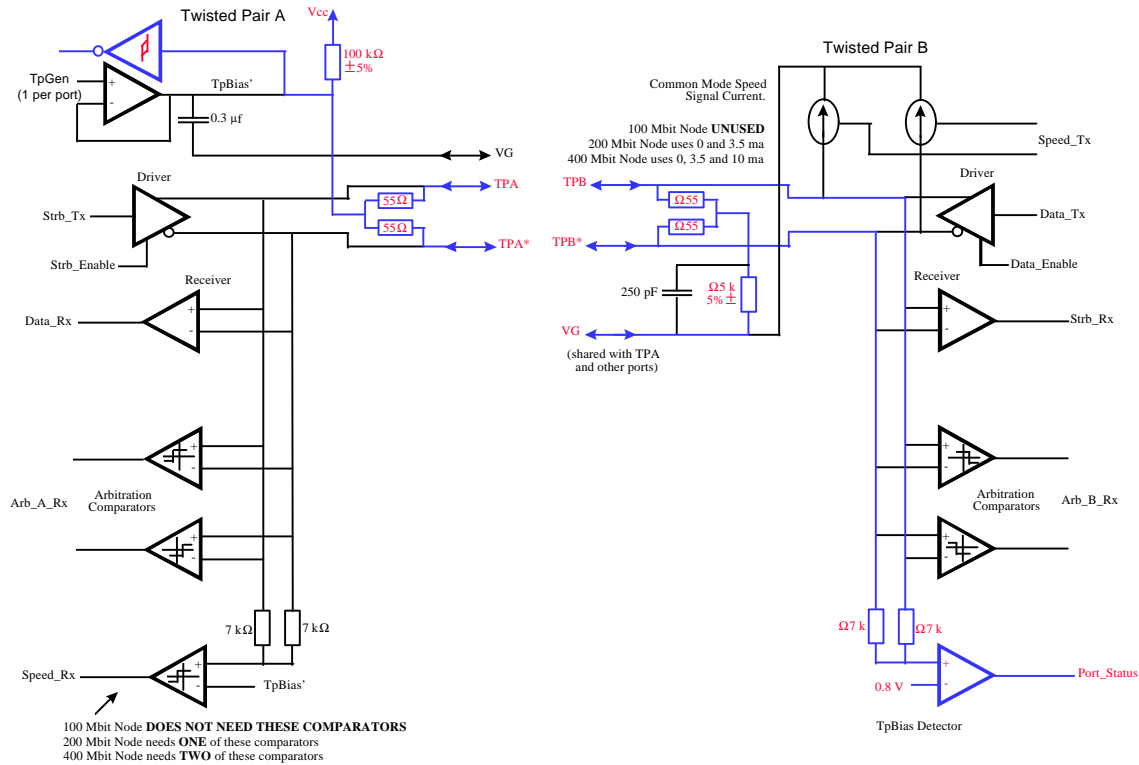 Twisted Pair A
Vcc
100 kΩ
±5%
TpGen
(1 per port)
+
-
TpBias'
0.3 µf
VG
Driver
TPA
55Ω
55Ω
TPA*
Strb_Tx
Strb_Enable
Receiver
Data_Rx
+
-
+
-
Arb_A_Rx
Arbitration
Comparators
+
-
7 kΩ
7 kΩ
Speed_Rx
+
-
TpBias'
100 Mbit Node DOES NOT NEED THESE COMPARATORS
200 Mbit Node needs ONE of these comparators
400 Mbit Node needs TWO of these comparators
Twisted Pair B
Common Mode Speed
Signal Current.
100 Mbit Node UNUSED
200 Mbit Node uses 0 and 3.5 ma
400 Mbit Node uses 0, 3.5 and 10 ma
Speed_Tx
Driver
TPB
Ω55
Ω55
TPB*
Data_Tx
Data_Enable
250 pF
Ω5 k
5% ±
VG
(shared with TPA
and other ports)
Receiver
+
-
Strb_Rx
+
-
Arbitration
Comparators
Arb_B_Rx
+
-
Ω7 k
Ω7 k
+
-
0.8 V
Port_Status
TpBias Detector